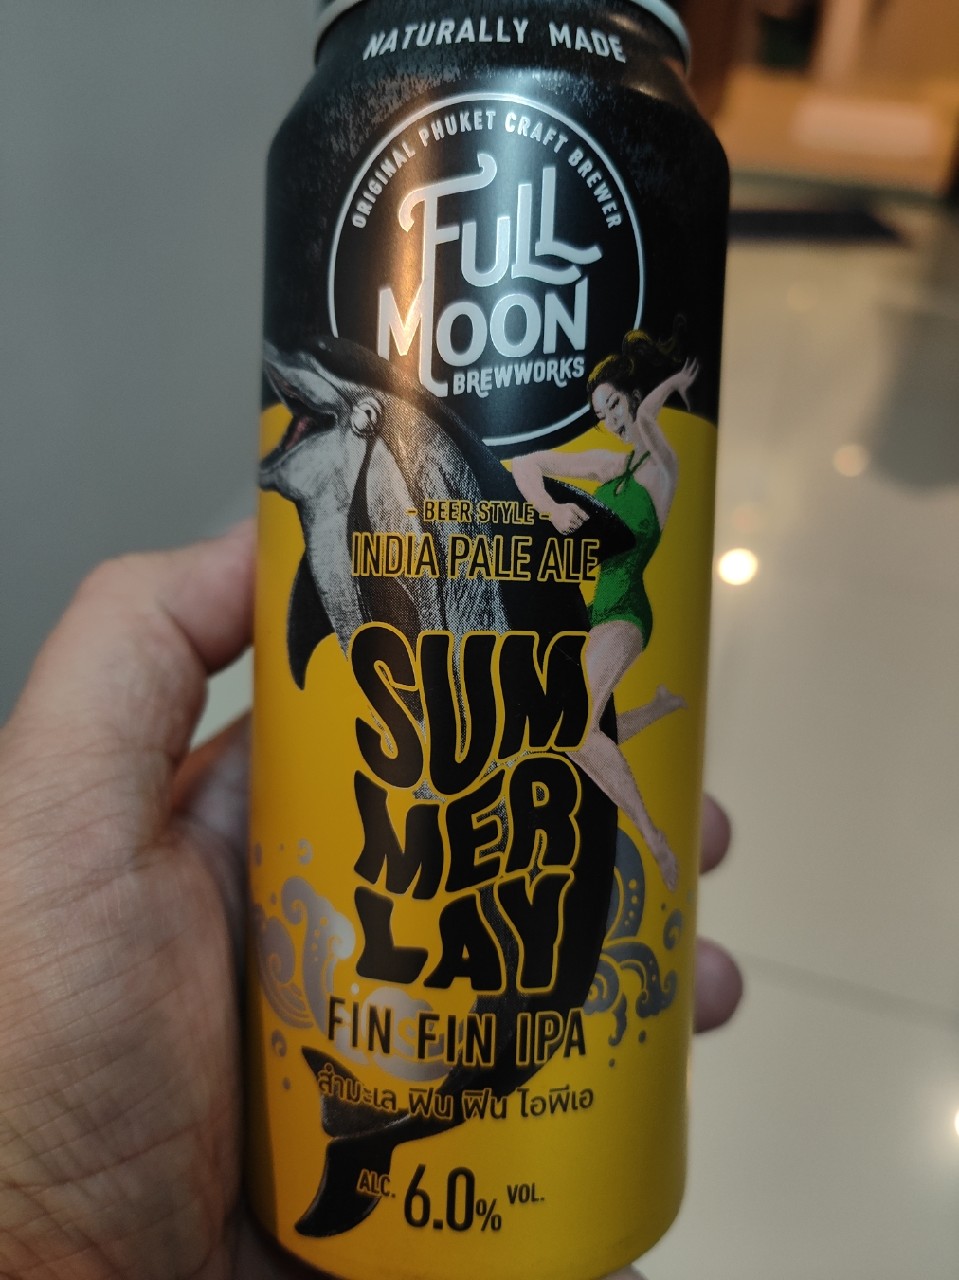 NATURALLY MADE
ORIGINAL PHUKET CRAFT BREWER
FULL
MOON
BREWWORKS
- BEER STYLE -
INDIA PALE ALE
SUM
MER
LAY
FIN FIN IPA
สำมะเล ฟิน ฟิน ไอพีเอ
ALC. 6.0% VOL.